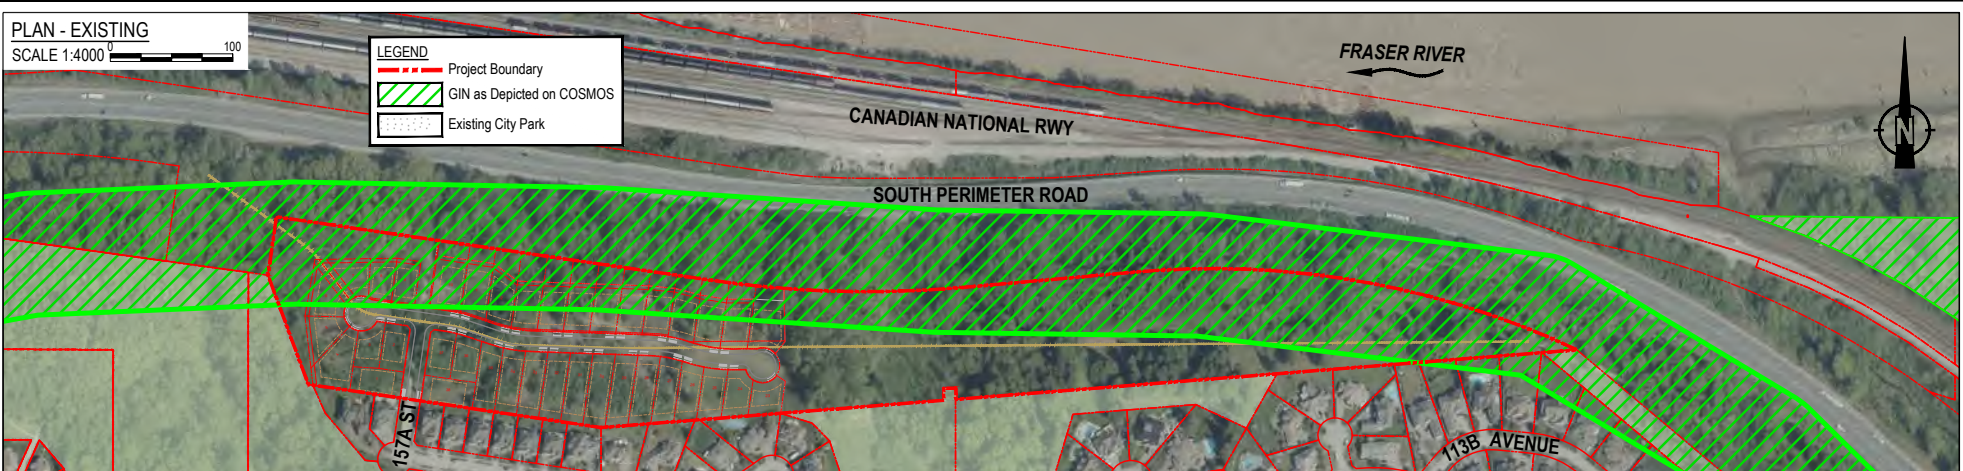 PLAN - EXISTING
SCALE 1:4000
0 100
LEGEND
Project Boundary
GIN as Depicted on COSMOS
Existing City Park
FRASER RIVER
N
CANADIAN NATIONAL RWY
SOUTH PERIMETER ROAD
157A ST
113B AVENUE